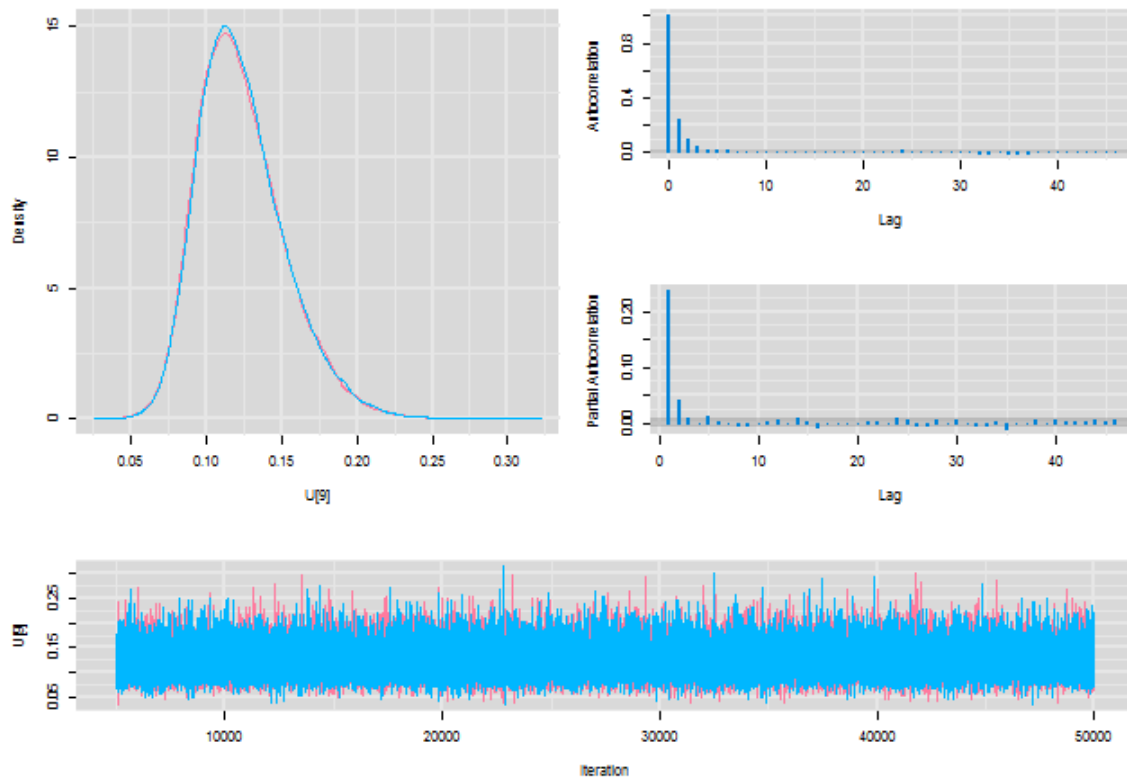 15
10
5
0
Density
0.05 0.10 0.15 0.20 0.25 0.30
U[9]
0.8
0.4
0.0
Autocorrelation
0 10 20 30 40
Lag
0.20
0.10
0.00
Partial Autocorrelation
0 10 20 30 40
Lag
0.25
0.15
0.05
U[9]
10000 20000 30000 40000 50000
Iteration